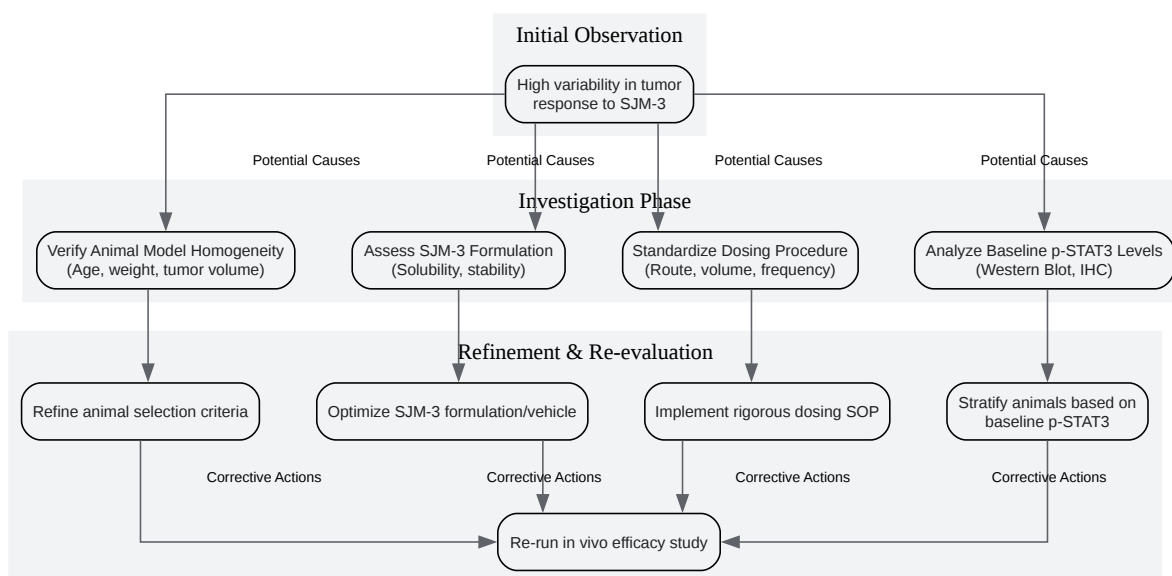 Initial Observation
High variability in tumor
response to SJM-3
Potential Causes
Potential Causes
Potential Causes
Potential Causes
Investigation Phase
Verify Animal Model Homogeneity
(Age, weight, tumor volume)
Assess SJM-3 Formulation
(Solubility, stability)
Standardize Dosing Procedure
(Route, volume, frequency)
Analyze Baseline p-STAT3 Levels
(Western Blot, IHC)
Refinement & Re-evaluation
Refine animal selection criteria
Optimize SJM-3 formulation/vehicle
Implement rigorous dosing SOP
Stratify animals based on
baseline p-STAT3
Corrective Actions
Corrective Actions
Corrective Actions
Corrective Actions
Re-run in vivo efficacy study